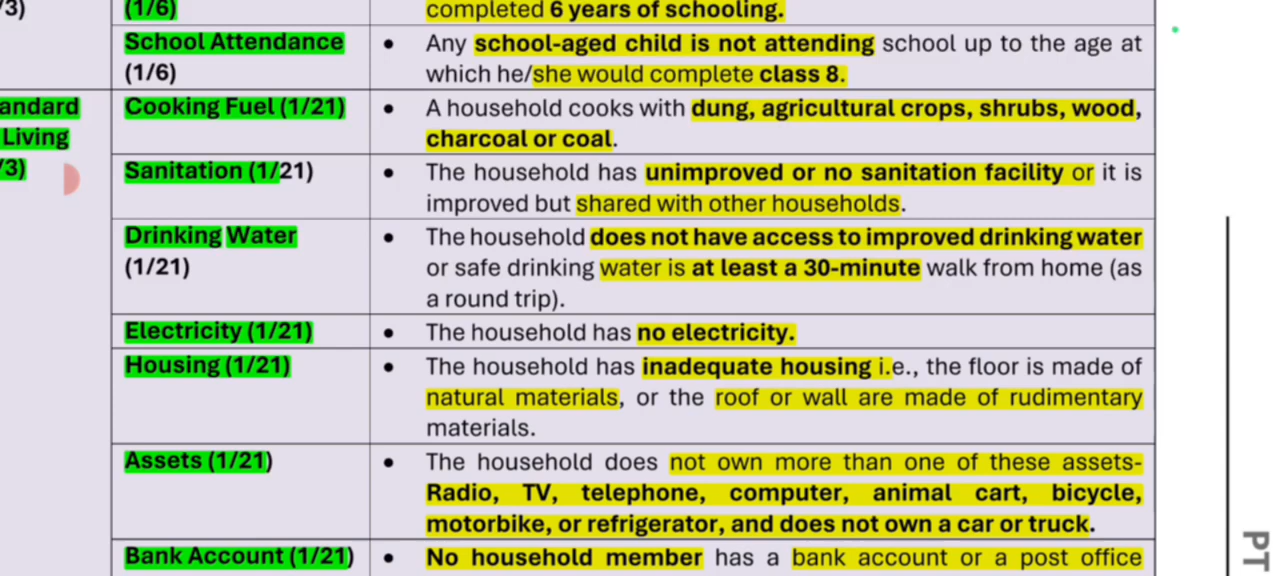 /3)
(1/6)
completed 6 years of schooling.
School Attendance
(1/6)
• Any school-aged child is not attending school up to the age at
which he/she would complete class 8.
andard
Living
/3)
Cooking Fuel (1/21)
• A household cooks with dung, agricultural crops, shrubs, wood,
charcoal or coal.
Sanitation (1/21)
• The household has unimproved or no sanitation facility or it is
improved but shared with other households.
Drinking Water
(1/21)
• The household does not have access to improved drinking water
or safe drinking water is at least a 30-minute walk from home (as
a round trip).
Electricity (1/21)
• The household has no electricity.
Housing (1/21)
• The household has inadequate housing i.e., the floor is made of
natural materials, or the roof or wall are made of rudimentary
materials.
Assets (1/21)
• The household does not own more than one of these assets-
Radio, TV, telephone, computer, animal cart, bicycle,
motorbike, or refrigerator, and does not own a car or truck.
Bank Account (1/21)
• No household member has a bank account or a post office
PT